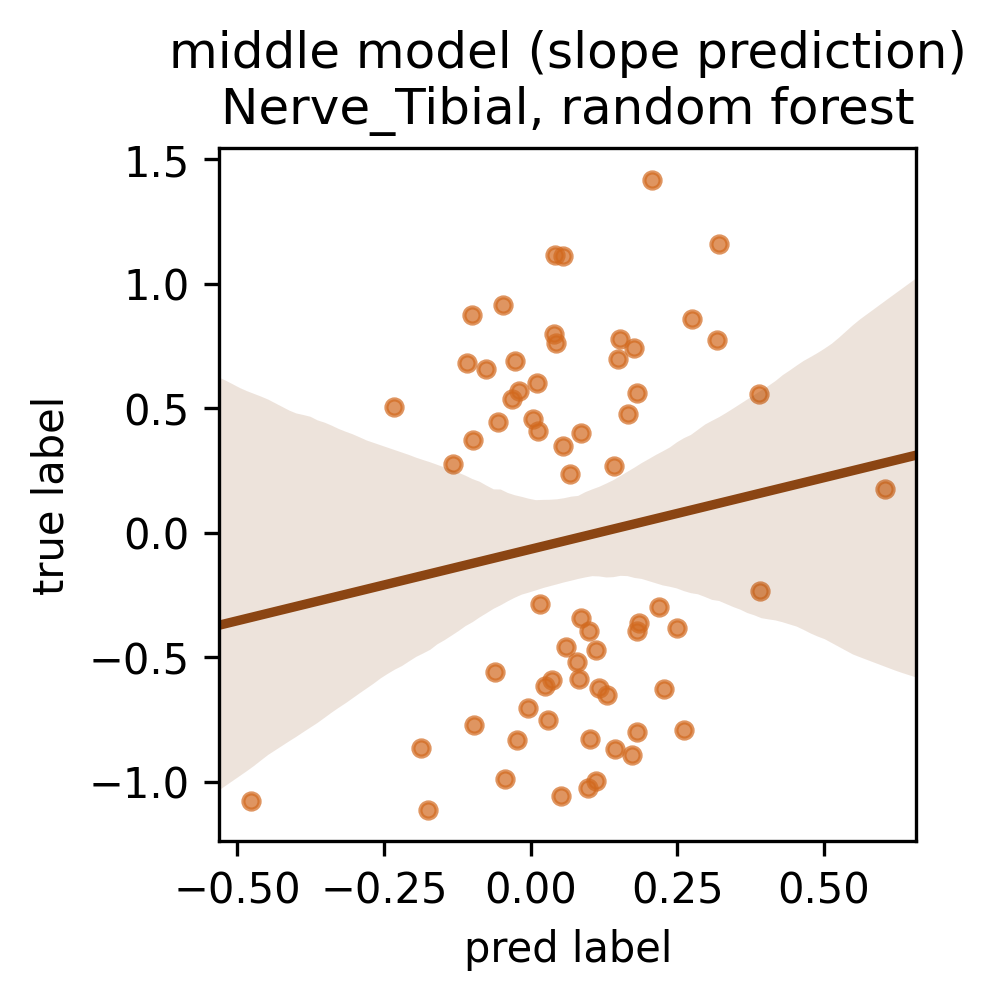 middle model (slope prediction)
Nerve_Tibial, random forest
1.5
1.0
0.5
0.0
−0.5
−1.0
true label
−0.50 −0.25 0.00 0.25 0.50
pred label